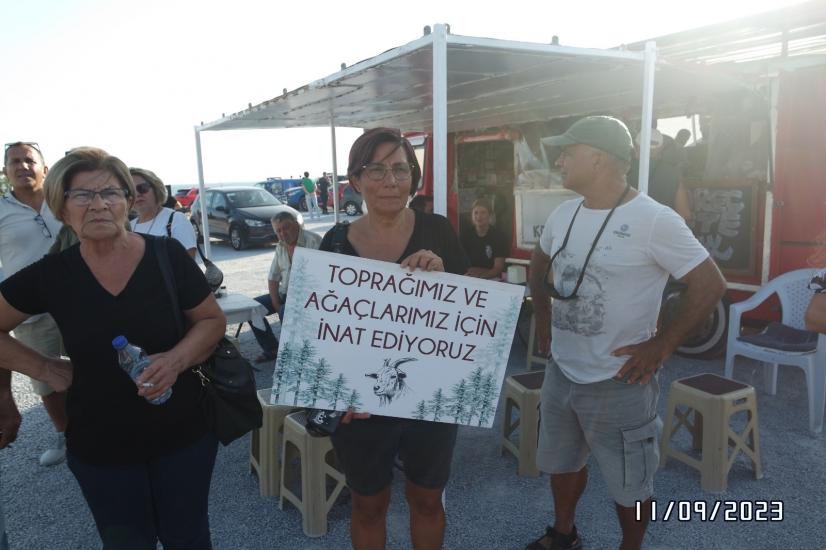 TOPRAĞIMIZ VE
AĞAÇLARIMIZ İÇİN
İNAT EDİYORUZ
11/09/2023